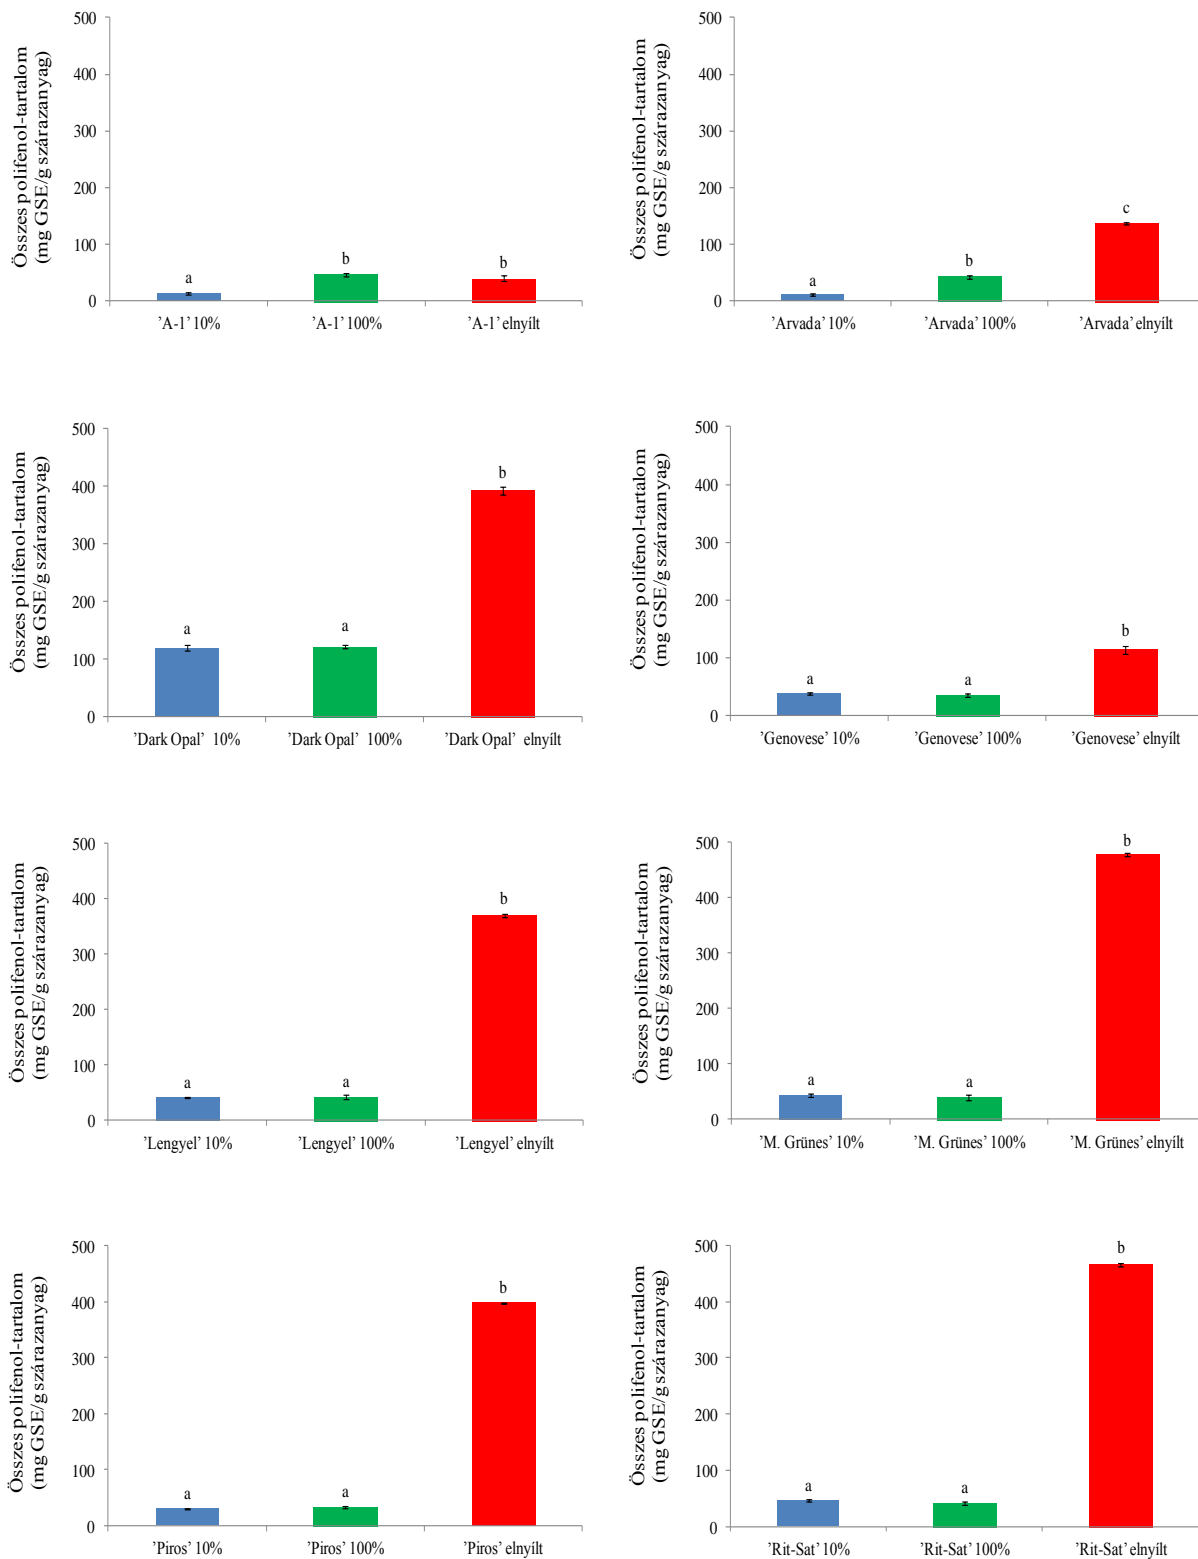 Összes polifenol-tartalom
(mg GSE/g szárazanyag)
500
400
300
200
100
0
a
b
b
'A-1' 10%
'A-1' 100%
'A-1' elnyílt
Összes polifenol-tartalom
(mg GSE/g szárazanyag)
500
400
300
200
100
0
a
b
c
'Arvada' 10%
'Arvada' 100%
'Arvada' elnyílt
Összes polifenol-tartalom
(mg GSE/g szárazanyag)
500
400
300
200
100
0
a
a
b
'Dark Opal' 10%
'Dark Opal' 100%
'Dark Opal' elnyílt
Összes polifenol-tartalom
(mg GSE/g szárazanyag)
500
400
300
200
100
0
a
a
b
'Genovese' 10%
'Genovese' 100%
'Genovese' elnyílt
Összes polifenol-tartalom
(mg GSE/g szárazanyag)
500
400
300
200
100
0
a
a
b
'Lengyel' 10%
'Lengyel' 100%
'Lengyel' elnyílt
Összes polifenol-tartalom
(mg GSE/g szárazanyag)
500
400
300
200
100
0
a
a
b
'M. Grünes' 10%
'M. Grünes' 100%
'M. Grünes' elnyílt
Összes polifenol-tartalom
(mg GSE/g szárazanyag)
500
400
300
200
100
0
a
a
b
'Piros' 10%
'Piros' 100%
'Piros' elnyílt
Összes polifenol-tartalom
(mg GSE/g szárazanyag)
500
400
300
200
100
0
a
a
b
'Rit-Sat' 10%
'Rit-Sat' 100%
'Rit-Sat' elnyílt